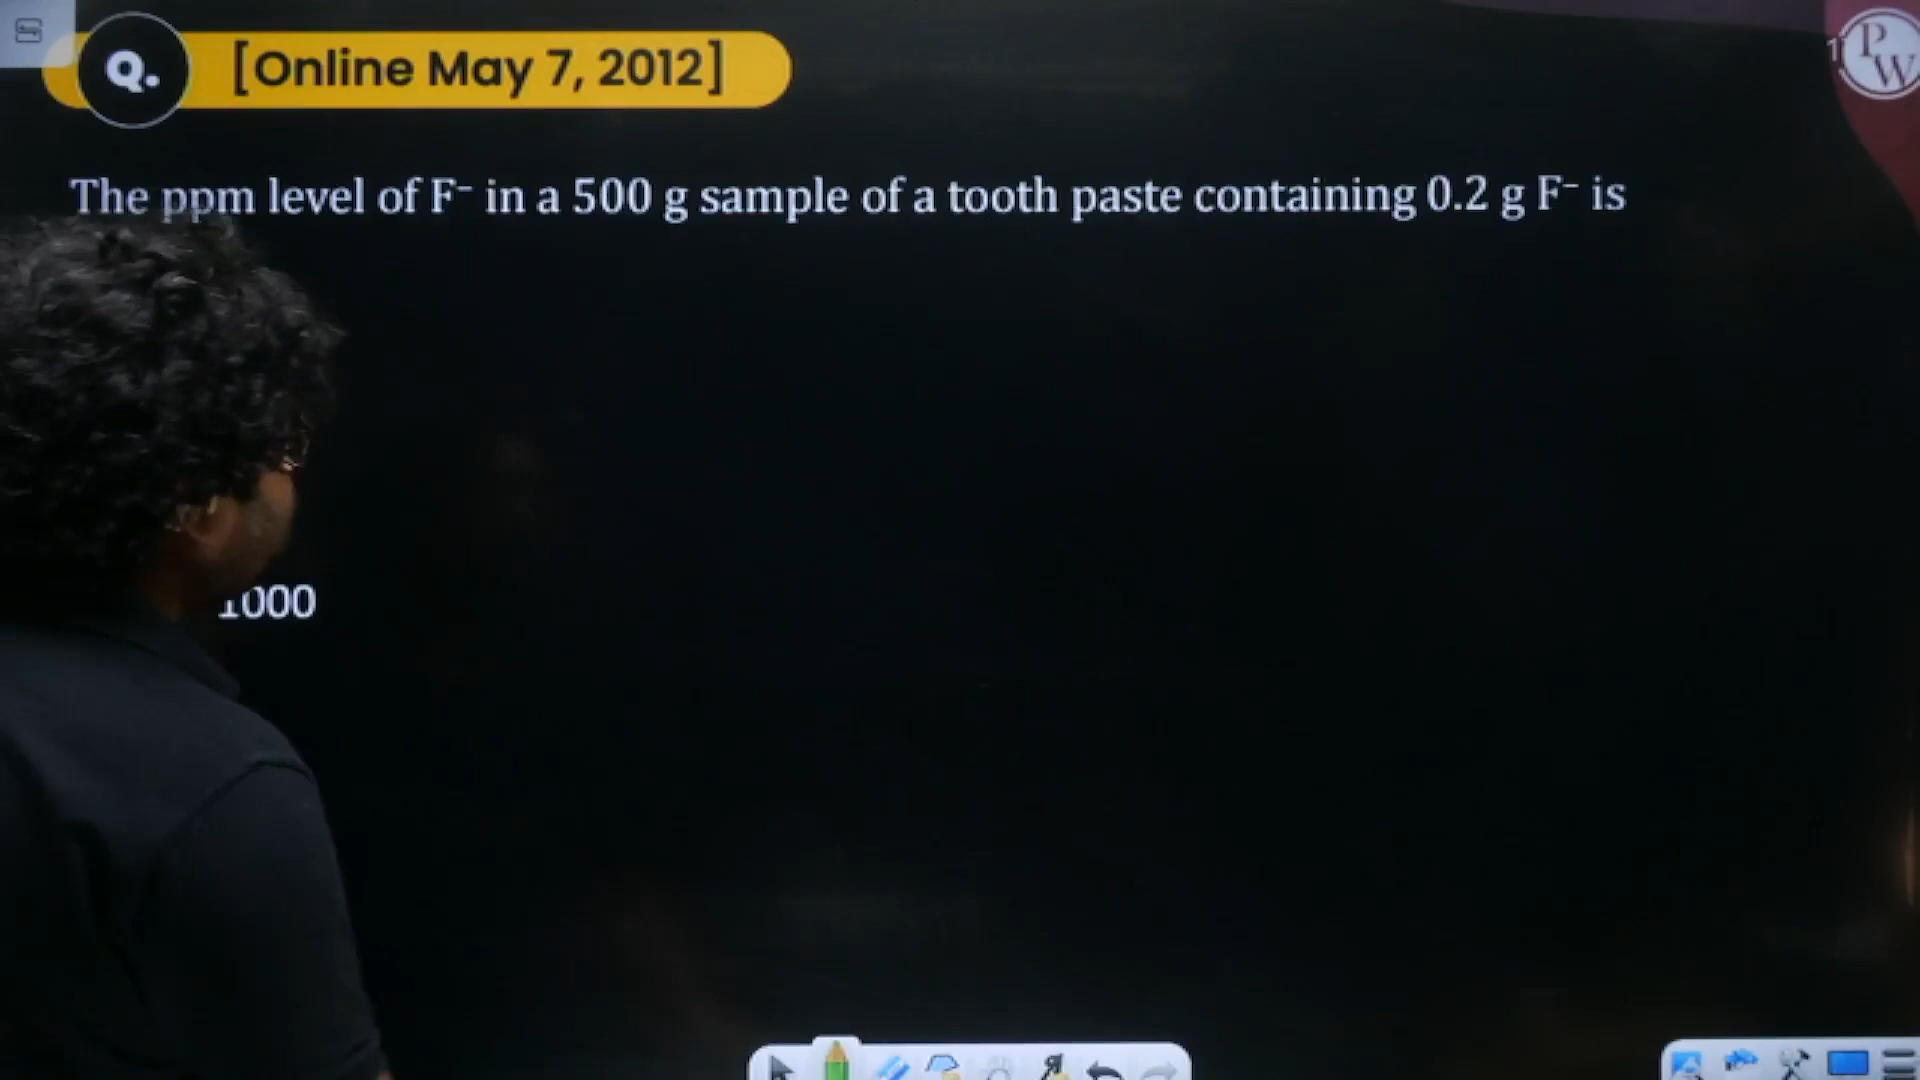 Q. [Online May 7, 2012]
PW
The ppm level of F⁻ in a 500 g sample of a tooth paste containing 0.2 g F⁻ is
1000